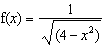 f(x) = 1/√((4 − x²))